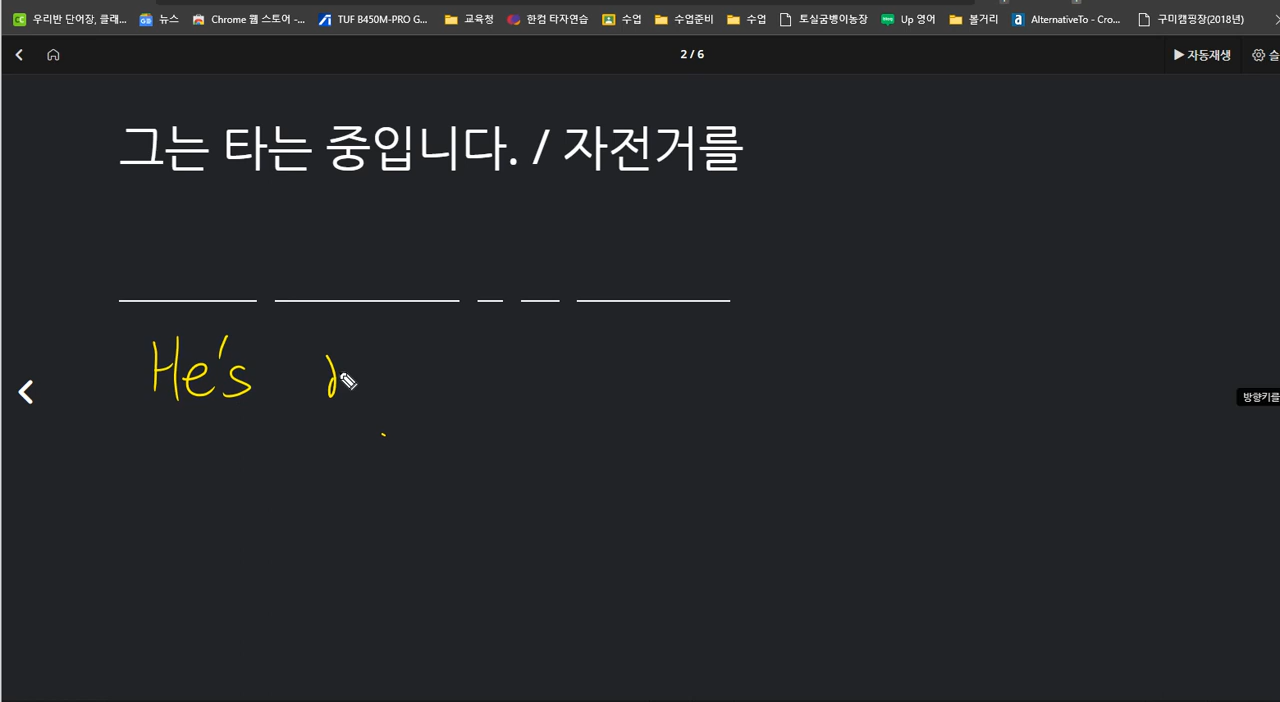 우리반 단어장, 클래... 뉴스 Chrome 웹 스토어 -... TUF B450M-PRO G... 교육청 한컴 타자연습 수업 수업준비 수업 토실굼뱅이농장 Up 영어 볼거리 AlternativeTo - Cro... 구미캠핑장(2018년)
2 / 6 자동재생
그는 타는 중입니다. / 자전거를
He's
방향키를